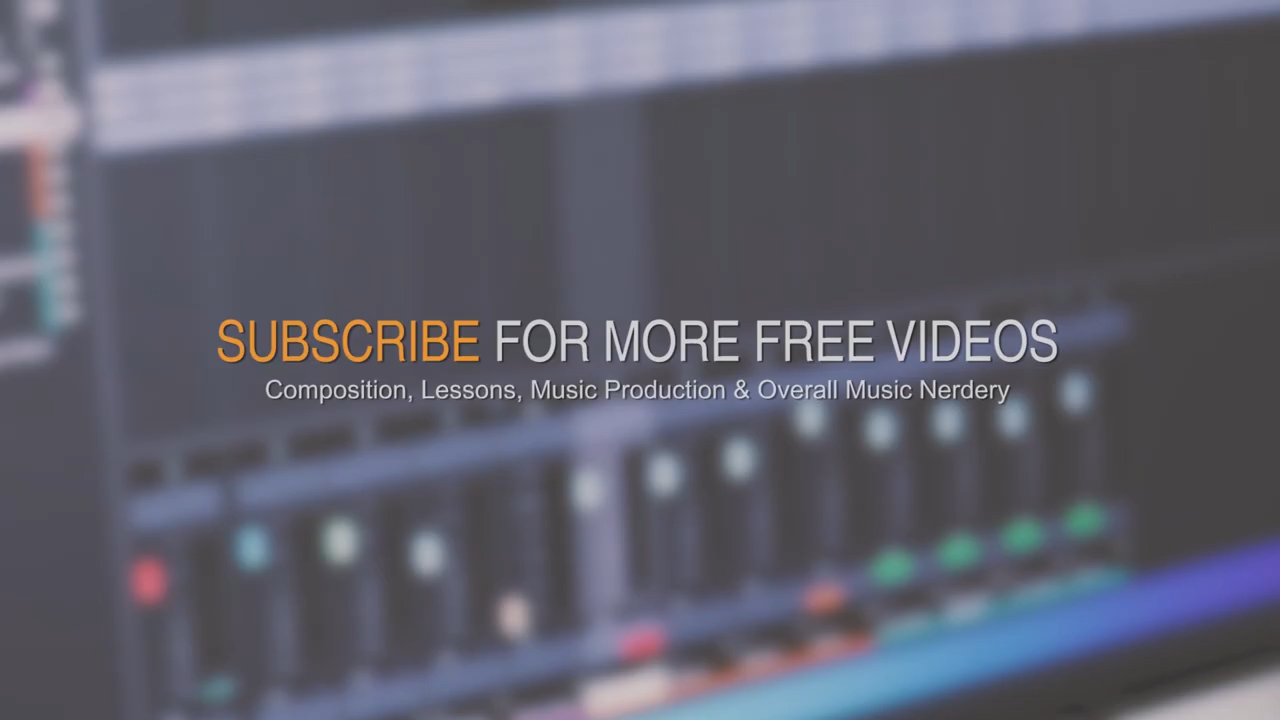 SUBSCRIBE FOR MORE FREE VIDEOS
Composition, Lessons, Music Production & Overall Music Nerdery